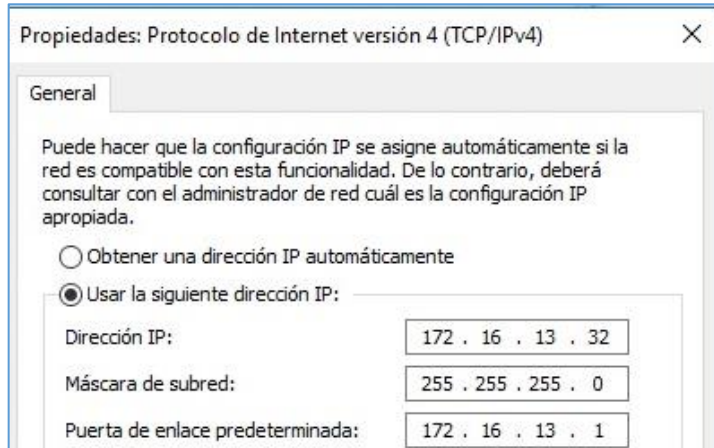 Propiedades: Protocolo de Internet versión 4 (TCP/IPv4)
General
Puede hacer que la configuración IP se asigne automáticamente si la
red es compatible con esta funcionalidad. De lo contrario, deberá
consultar con el administrador de red cuál es la configuración IP
apropiada.
Obtener una dirección IP automáticamente
Usar la siguiente dirección IP:
Dirección IP: 172 . 16 . 13 . 32
Máscara de subred: 255 . 255 . 255 . 0
Puerta de enlace predeterminada: 172 . 16 . 13 . 1